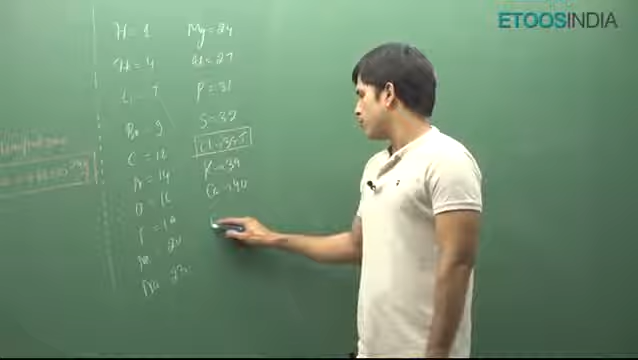 ETOOSINDIA
H = 1
He = 4
Li - 7
Be - 9
C = 12
N = 14
O = 16
F = 19
Ne - 20
Na 23
Mg = 24
Al = 27
P = 31
S = 32
Cl → 35.5
K → 39
Ca → 40